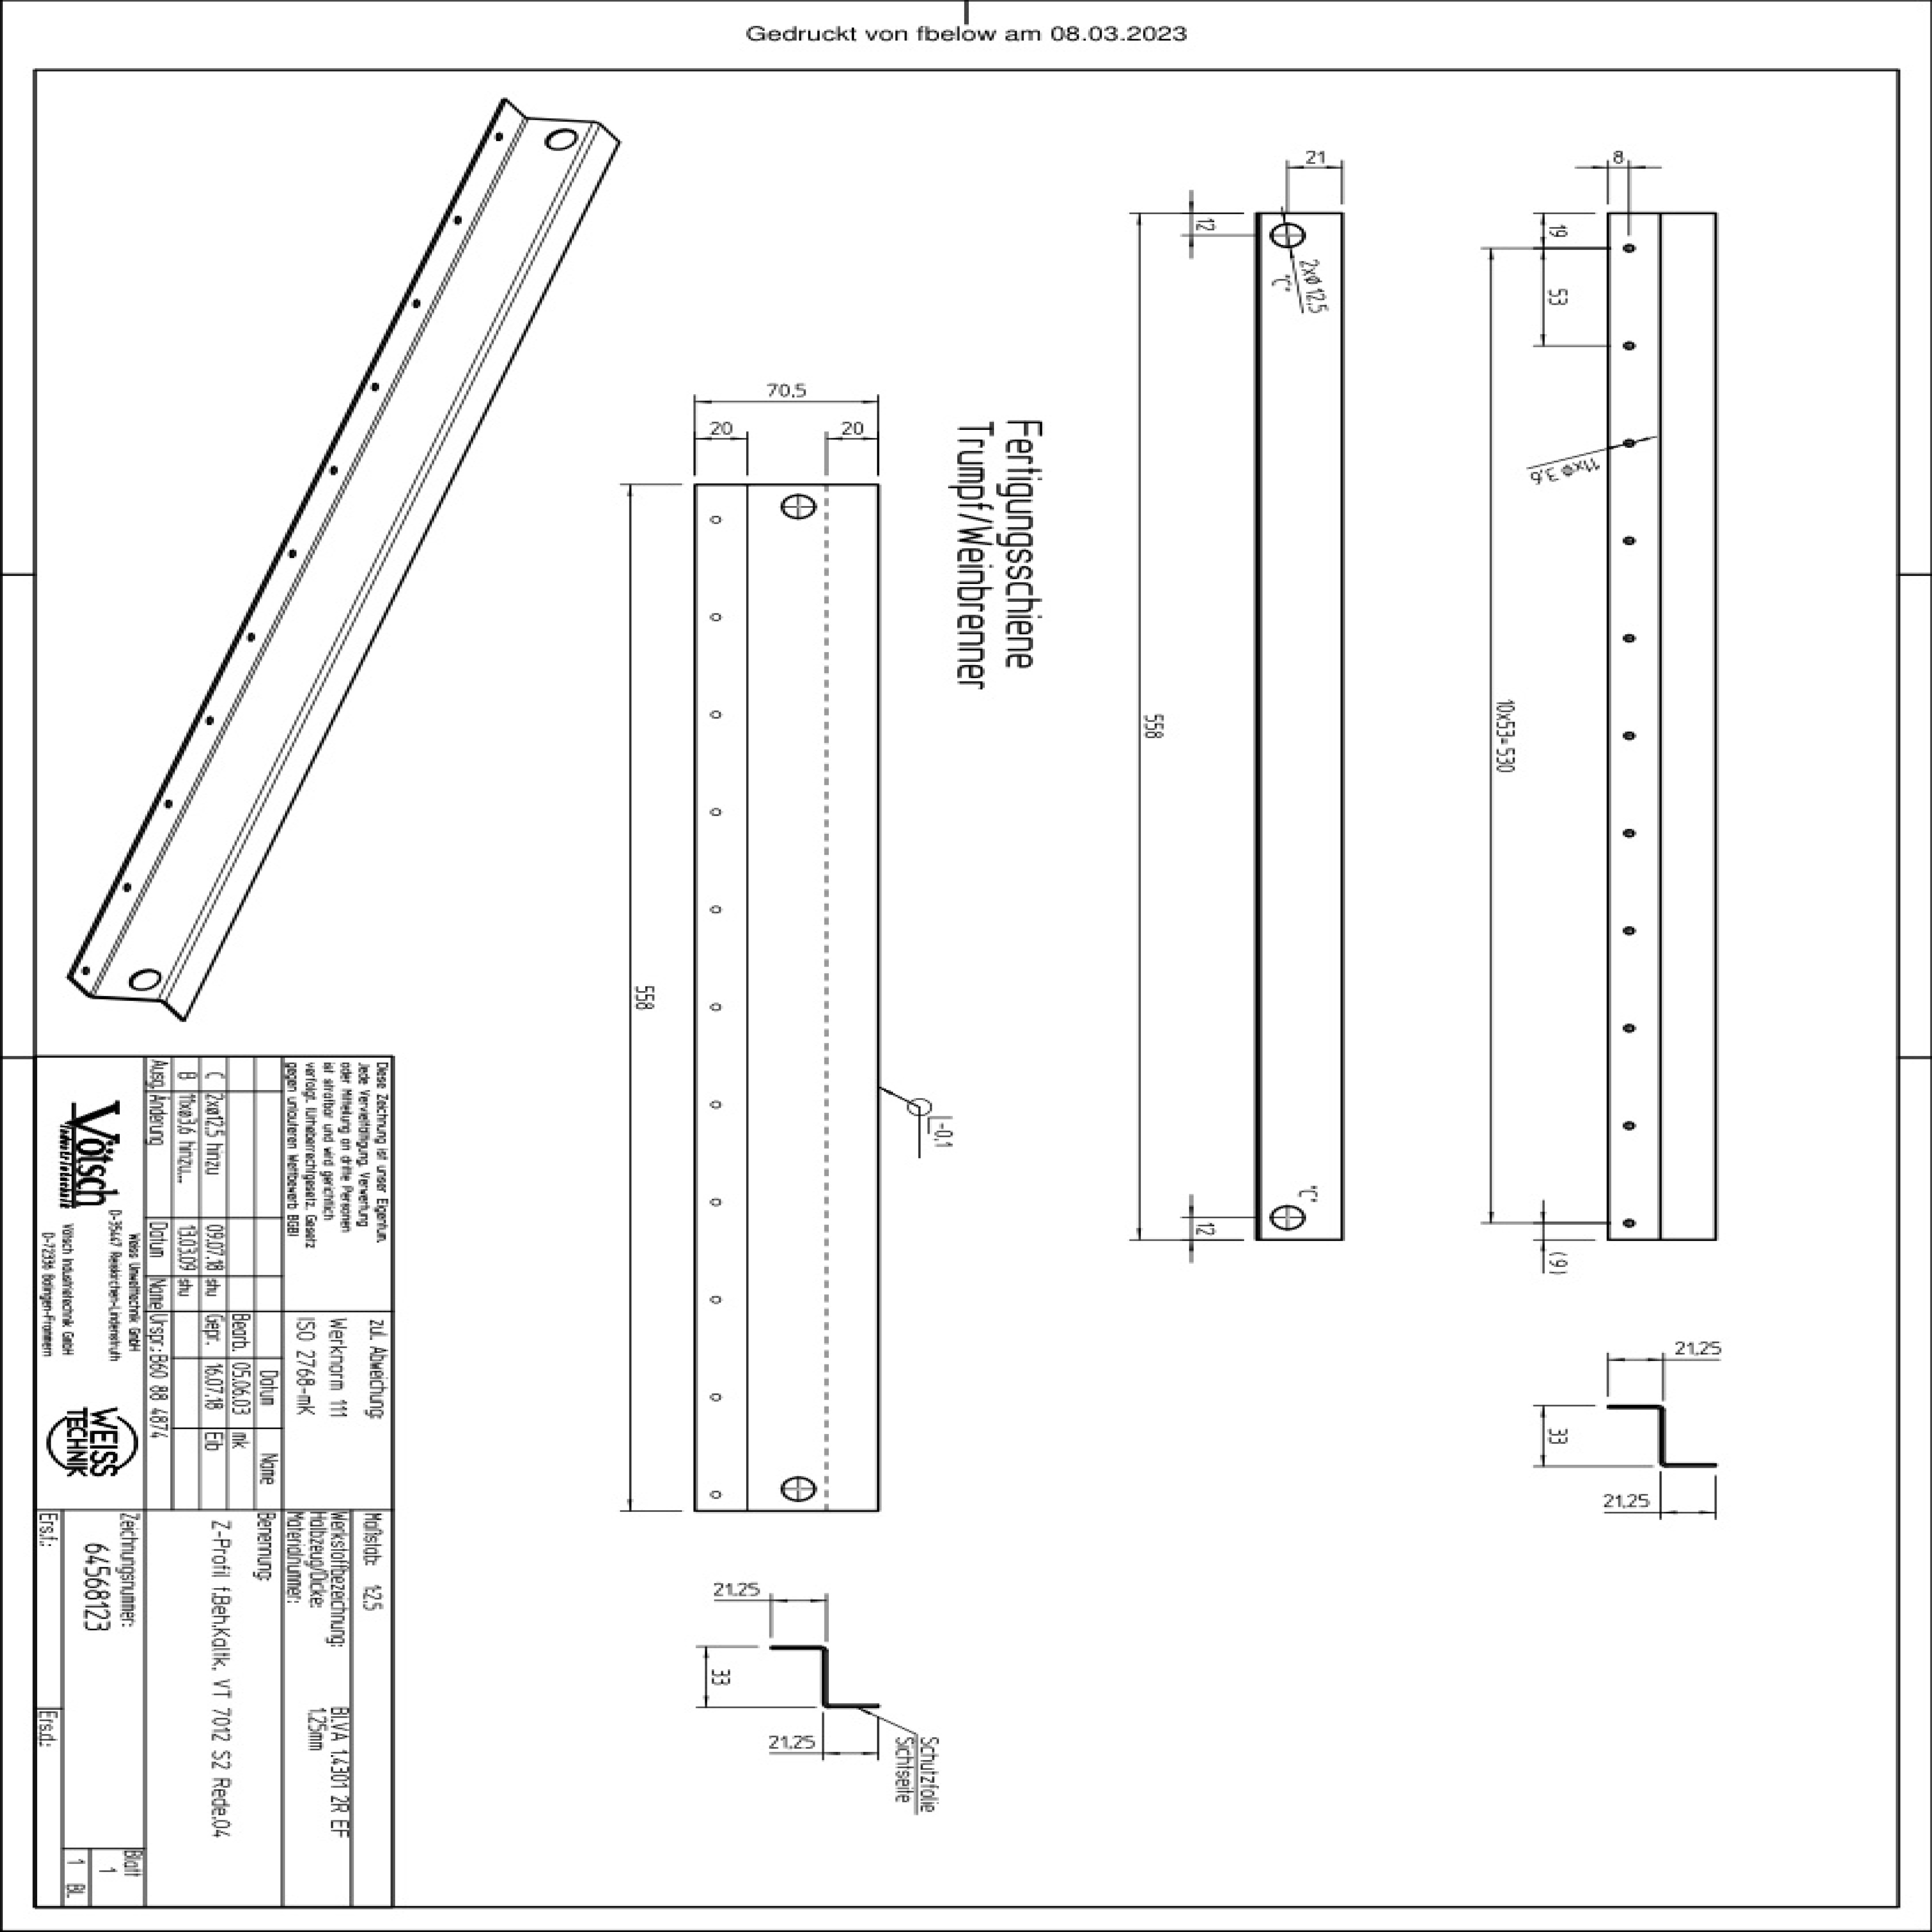 Gedruckt von fbelow am 08.03.2023
8
19
53
11xø 3,6
10x53=530
(9)
21,25
33
21,25
21
12
2xø 12,5
"C"
558
"C"
12
Fertigungsschiene
Trumpf/Weinbrenner
70,5
20
20
558
-0,1
21,25
33
21,25
Schutzfolie
Sichtseite
Diese Zeichnung ist unser Eigentum.
Jede Vervielfältigung, Verwertung
oder Mitteilung an dritte Personen
ist strafbar und wird gerichtlich
verfolgt. (Urheberrechtgesetz, Gesetz
gegen unlauteren Wettbewerb BGB)
zul. Abweichung:
Werknorm 111
ISO 2768-mK
Maßstab: 1:2,5
Werkstoffbezeichnung: Bl.VA 1.4301 2R EF
Halbzeug/Dicke: 1,25mm
Materialnummer:
Datum Name
Bearb. 05.06.03 mk
Gepr. 16.07.18 Eib
C 2xø12,5 hinzu 09.07.18 shy
B 11xø3,6 hinzu... 13.03.09 shy
Ausg. Änderung Datum Name Urspr.: B60 88 4874
Benennung:
Z-Profil f.Beh.Kaltk. VT 7012 S2 Rede.04
Vötsch
Industrietechnik
Weiss Umwelttechnik GmbH
D-35447 Reiskirchen-Lindenstruth
Vötsch Industrietechnik GmbH
D-72336 Balingen-Frommern
WEISS
TECHNIK
Zeichnungsnummer:
64568123
Blatt
1
1 Bl.
Ers.f.:
Ers.d.: